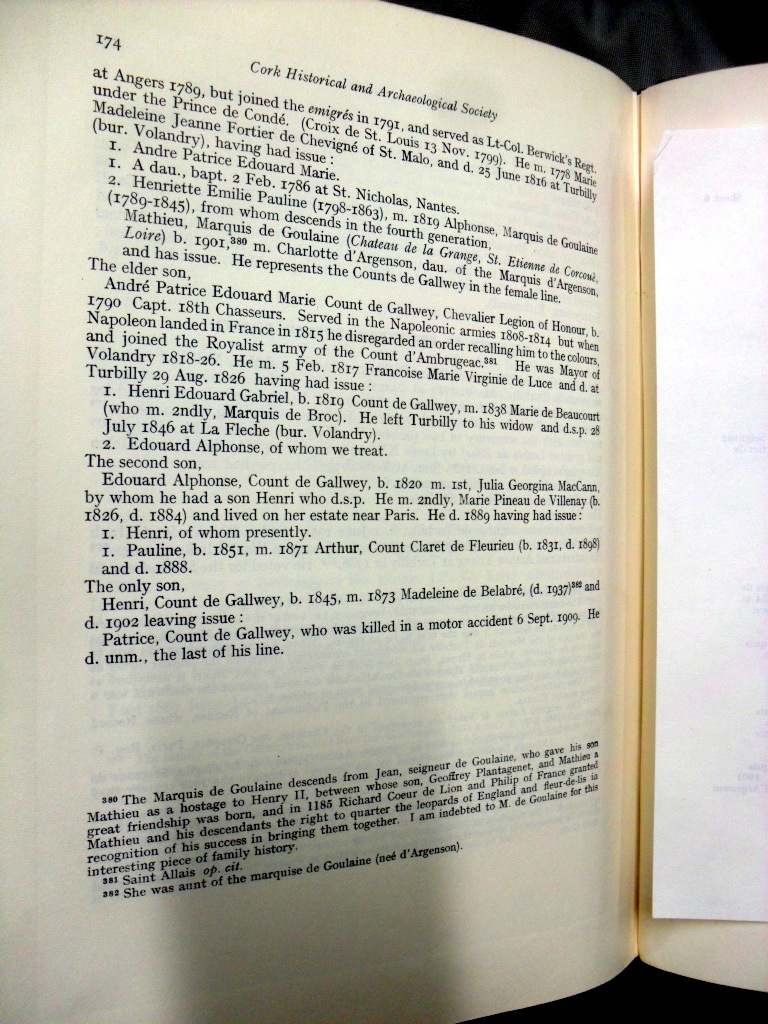 174
Cork Historical and Archaeological Society
at Angers 1789, but joined the emigrés in 1791, and served as Lt-Col. Berwick's Regt.
under the Prince de Condé. (Croix de St. Louis 13 Nov. 1799). He m. 1778 Marie
Madeleine Jeanne Fortier de Chevigné of St. Malo, and d. 25 June 1816 at Turbilly
(bur. Volandry), having had issue :
1. Andre Patrice Edouard Marie.
1. A dau., bapt. 2 Feb. 1786 at St. Nicholas, Nantes.
2. Henriette Emilie Pauline (1798-1863), m. 1819 Alphonse, Marquis de Goulaine
(1789-1845), from whom descends in the fourth generation,
Mathieu, Marquis de Goulaine (Chateau de la Grange, St. Etienne de Corcoué,
Loire) b. 1901,³⁸⁰ m. Charlotte d'Argenson, dau. of the Marquis d'Argenson,
and has issue. He represents the Counts de Gallwey in the female line.
The elder son,
André Patrice Edouard Marie Count de Gallwey, Chevalier Legion of Honour, b.
1790 Capt. 18th Chasseurs. Served in the Napoleonic armies 1808-1814 but when
Napoleon landed in France in 1815 he disregarded an order recalling him to the colours,
and joined the Royalist army of the Count d'Ambrugeac.³⁸¹ He was Mayor of
Volandry 1818-26. He m. 5 Feb. 1817 Francoise Marie Virginie de Luce and d. at
Turbilly 29 Aug. 1826 having had issue :
1. Henri Edouard Gabriel, b. 1819 Count de Gallwey, m. 1838 Marie de Beaucourt
(who m. 2ndly, Marquis de Broc). He left Turbilly to his widow and d.s.p. 28
July 1846 at La Fleche (bur. Volandry).
2. Edouard Alphonse, of whom we treat.
The second son,
Edouard Alphonse, Count de Gallwey, b. 1820 m. 1st, Julia Georgina MacCann,
by whom he had a son Henri who d.s.p. He m. 2ndly, Marie Pineau de Villenay (b.
1826, d. 1884) and lived on her estate near Paris. He d. 1889 having had issue :
1. Henri, of whom presently.
1. Pauline, b. 1851, m. 1871 Arthur, Count Claret de Fleurieu (b. 1831, d. 1898)
and d. 1888.
The only son,
Henri, Count de Gallwey, b. 1845, m. 1873 Madeleine de Belabré, (d. 1937)³⁸² and
d. 1902 leaving issue :
Patrice, Count de Gallwey, who was killed in a motor accident 6 Sept. 1909. He
d. unm., the last of his line.
³⁸⁰ The Marquis de Goulaine descends from Jean, seigneur de Goulaine, who gave his son
Mathieu as a hostage to Henry II, between whose son, Geoffrey Plantagenet, and Mathieu a
great friendship was born, and in 1185 Richard Coeur de Lion and Philip of France granted
Mathieu and his descendants the right to quarter the leopards of England and fleur-de-lis in
recognition of his success in bringing them together. I am indebted to M. de Goulaine for this
interesting piece of family history.
³⁸¹ Saint Allais op. cit.
³⁸² She was aunt of the marquise de Goulaine (neé d'Argenson).